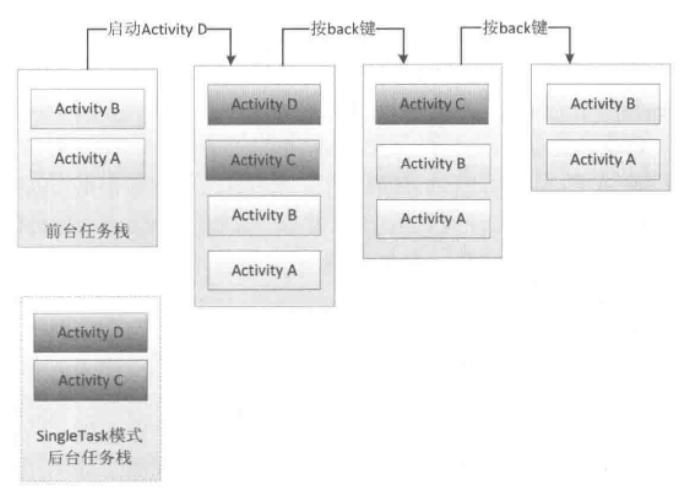 启动Activity D
按back键
按back键
Activity B
Activity A
前台任务栈
Activity D
Activity C
Activity B
Activity A
Activity C
Activity B
Activity A
Activity B
Activity A
Activity D
Activity C
SingleTask模式
后台任务栈